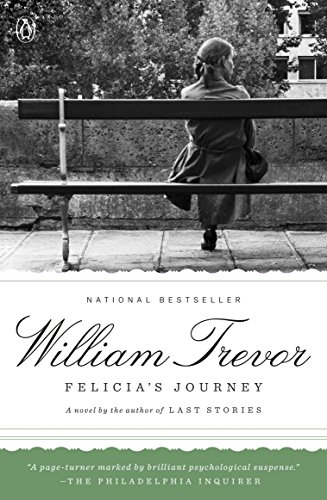 NATIONAL BESTSELLER
William Trevor
FELICIA'S JOURNEY
A novel by the author of LAST STORIES
"A page-turner marked by brilliant psychological suspense."
—THE PHILADELPHIA INQUIRER